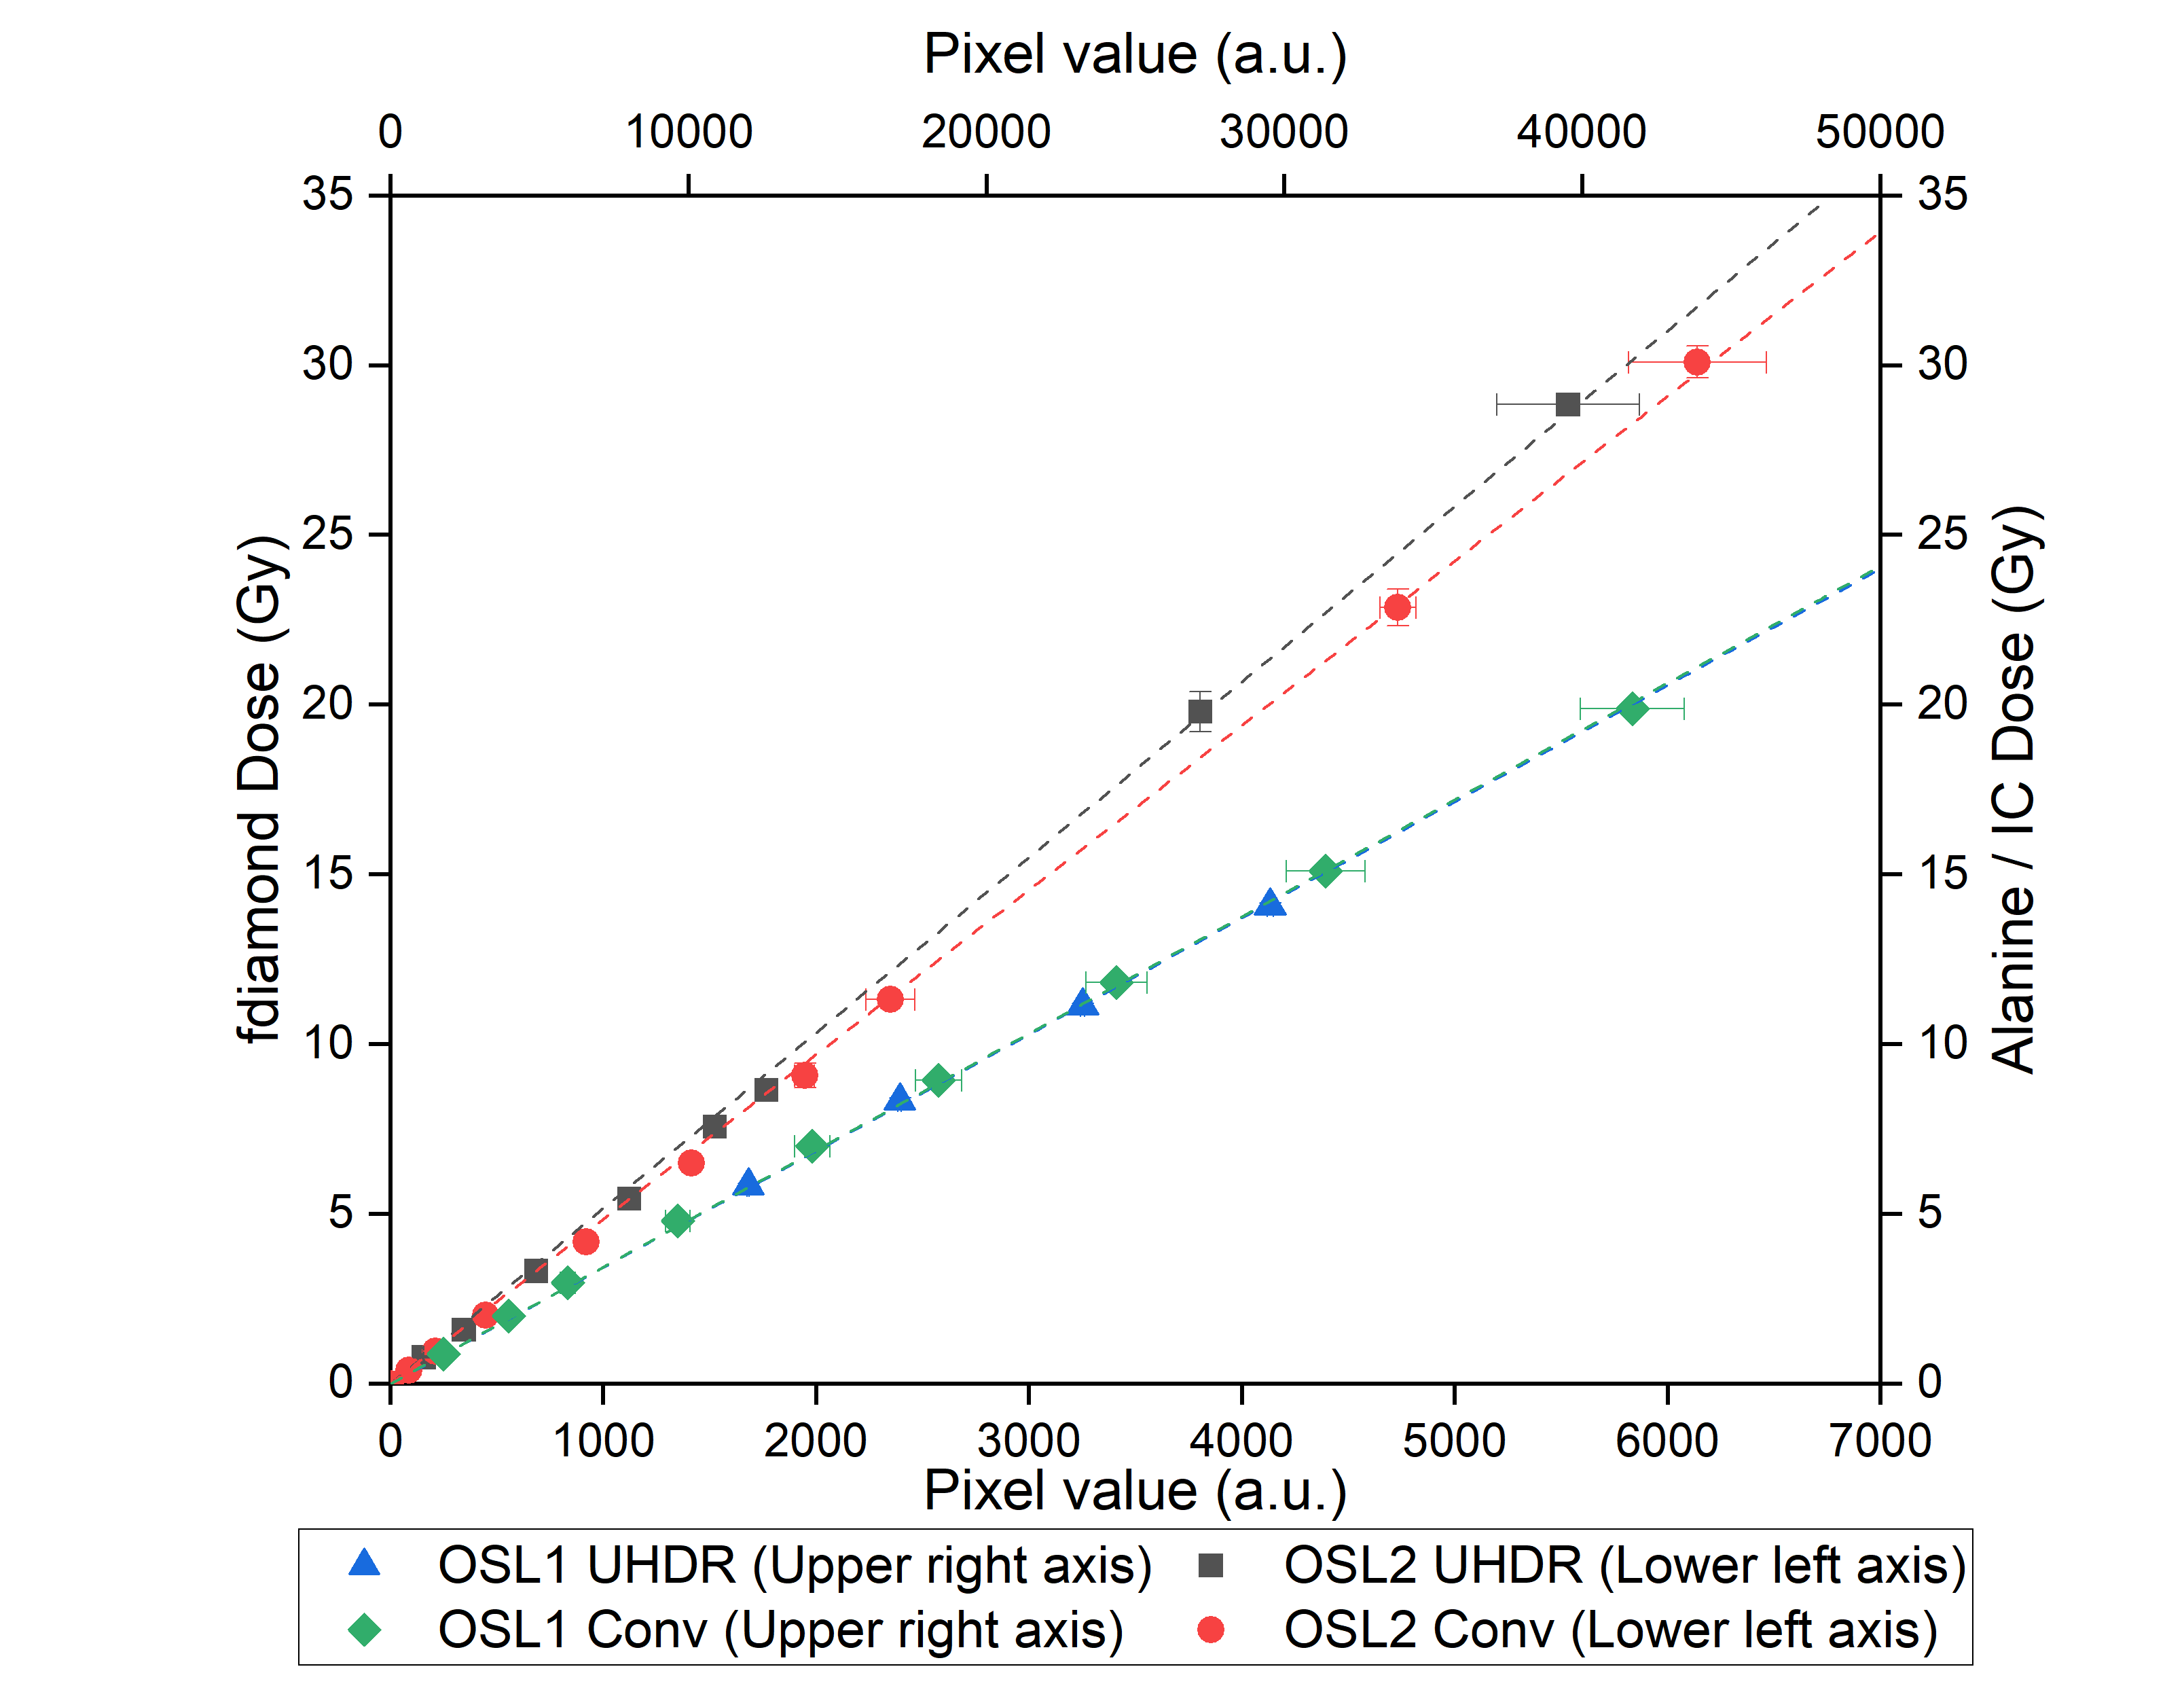 Pixel value (a.u.)
0 10000 20000 30000 40000 50000
35 35
30 30
25 25
20 20
15 15
10 10
5 5
0 0
fdiamond Dose (Gy)
Alanine / IC Dose (Gy)
0 1000 2000 3000 4000 5000 6000 7000
Pixel value (a.u.)
OSL1 UHDR (Upper right axis) OSL2 UHDR (Lower left axis)
OSL1 Conv (Upper right axis) OSL2 Conv (Lower left axis)